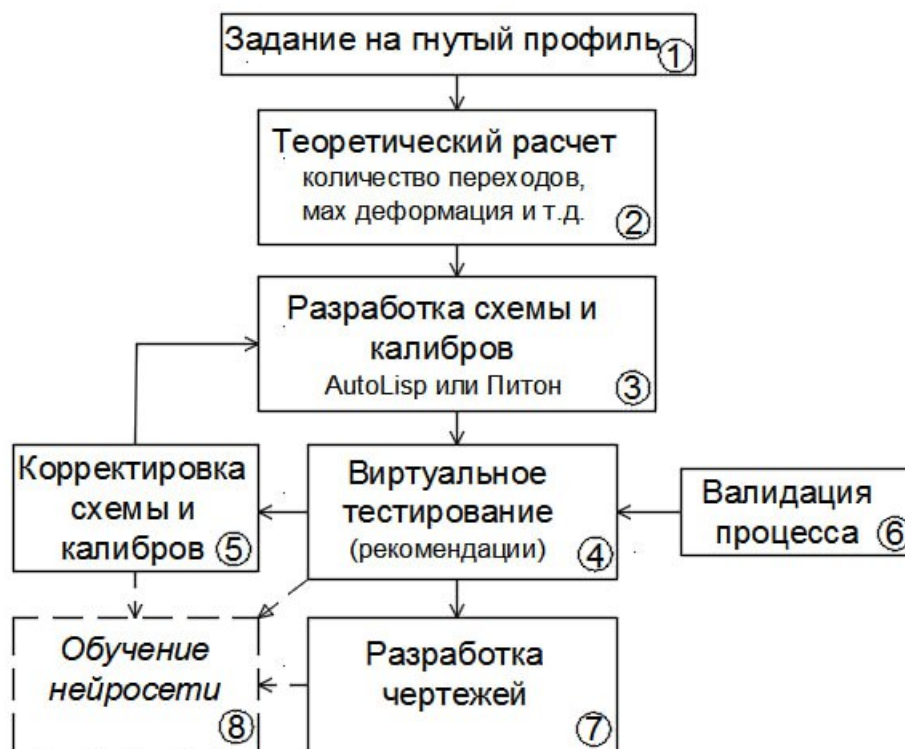 Задание на гнутый профиль
1
Теоретический расчет
количество переходов,
мах деформация и т.д.
2
Разработка схемы и
калибров
AutoLisp или Питон
3
Корректировка
схемы и
калибров
5
Виртуальное
тестирование
(рекомендации)
4
Валидация
процесса
6
Обучение
нейросети
8
Разработка
чертежей
7